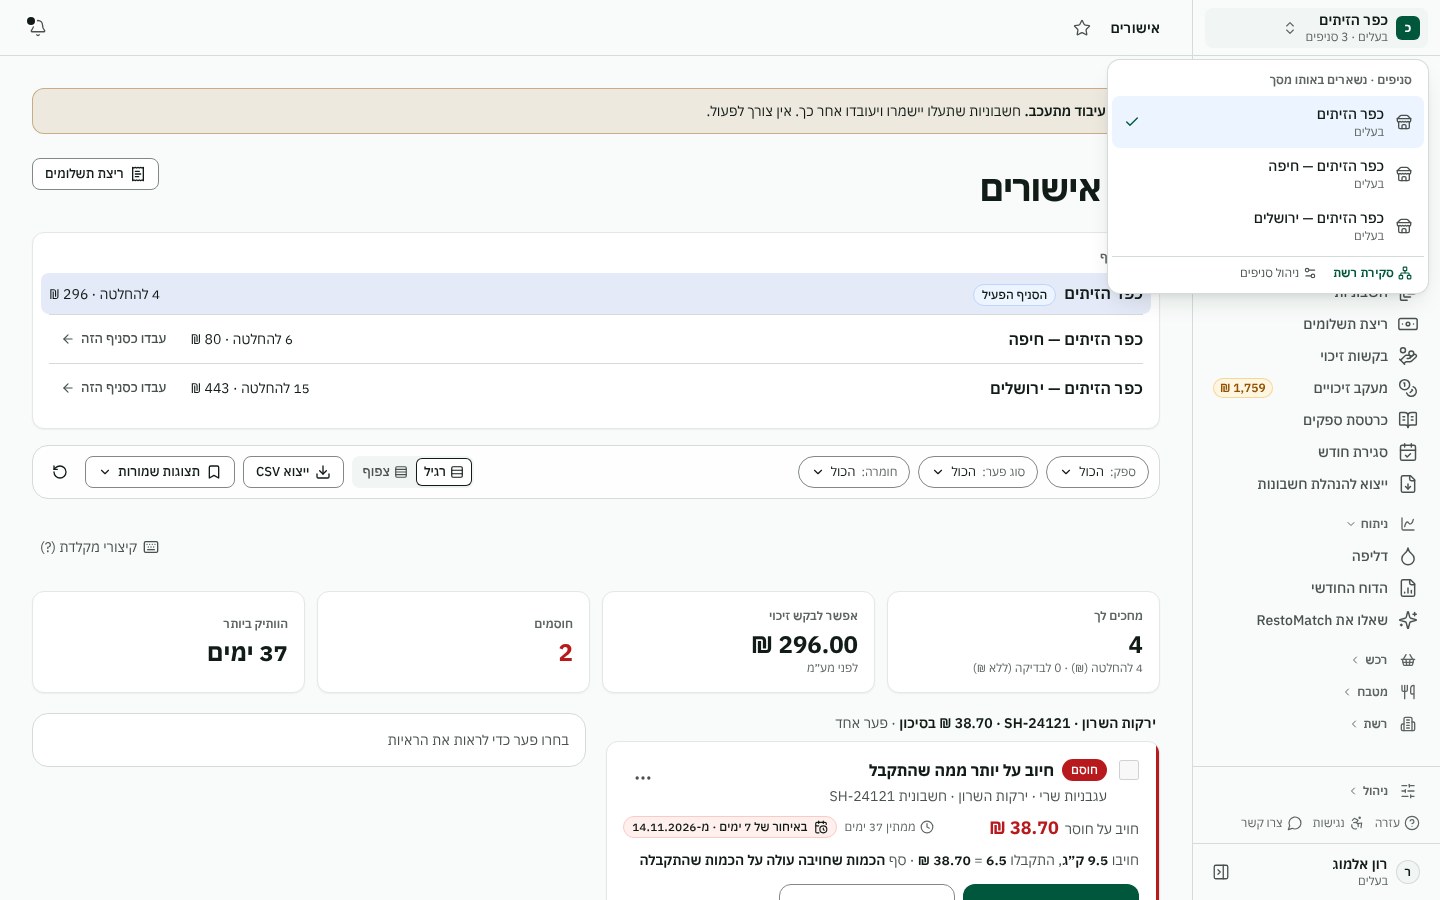 כ
כפר הזיתים
בעלים · 3 סניפים
אישורים
סניפים · נשארים באותו מסך
כפר הזיתים
בעלים
כפר הזיתים — חיפה
בעלים
כפר הזיתים — ירושלים
בעלים
סקירת רשת
ניהול סניפים
עיבוד מתעכב. חשבוניות שתעלו יישמרו ויעובדו אחר כך. אין צורך לפעול.
אישורים
ריצת תשלומים
כפר הזיתים הסניף הפעיל 4 להחלטה · 296 ₪
כפר הזיתים — חיפה 6 להחלטה · 80 ₪ עבדו כסניף הזה
כפר הזיתים — ירושלים 15 להחלטה · 443 ₪ עבדו כסניף הזה
ספק: הכול סוג פער: הכול חומרה: הכול רגיל צפוף ייצוא CSV תצוגות שמורות
קיצורי מקלדת (?)
מחכים לך
4
4 להחלטה (₪) · 0 לבדיקה (ללא ₪)
אפשר לבקש זיכוי
296.00 ₪
לפני מע״מ
חוסמים
2
הוותיק ביותר
37 ימים
ירקות השרון · SH-24121 · 38.70 ₪ בסיכון · פער אחד
חוסם חיוב על יותר ממה שהתקבל
עגבניות שרי · ירקות השרון · חשבונית SH-24121
חיוב על חוסר 38.70 ₪ ממתין 37 ימים באיחור של 7 ימים · מ-14.11.2026
חויבו 9.5 ק״ג, התקבלו 6.5 = 38.70 ₪ · סף הכמות שחויבה עולה על הכמות שהתקבלה
בחרו פער כדי לראות את הראיות
חשבוניות
ריצת תשלומים
בקשות זיכוי
מעקב זיכויים 1,759 ₪
כרטסת ספקים
סגירת חודש
ייצוא להנהלת חשבונות
ניתוח
דליפה
הדוח החודשי
שאלו את RestoMatch
רכש
מטבח
רשת
ניהול
עזרה נגישות צרו קשר
ר
רון אלמוג
בעלים